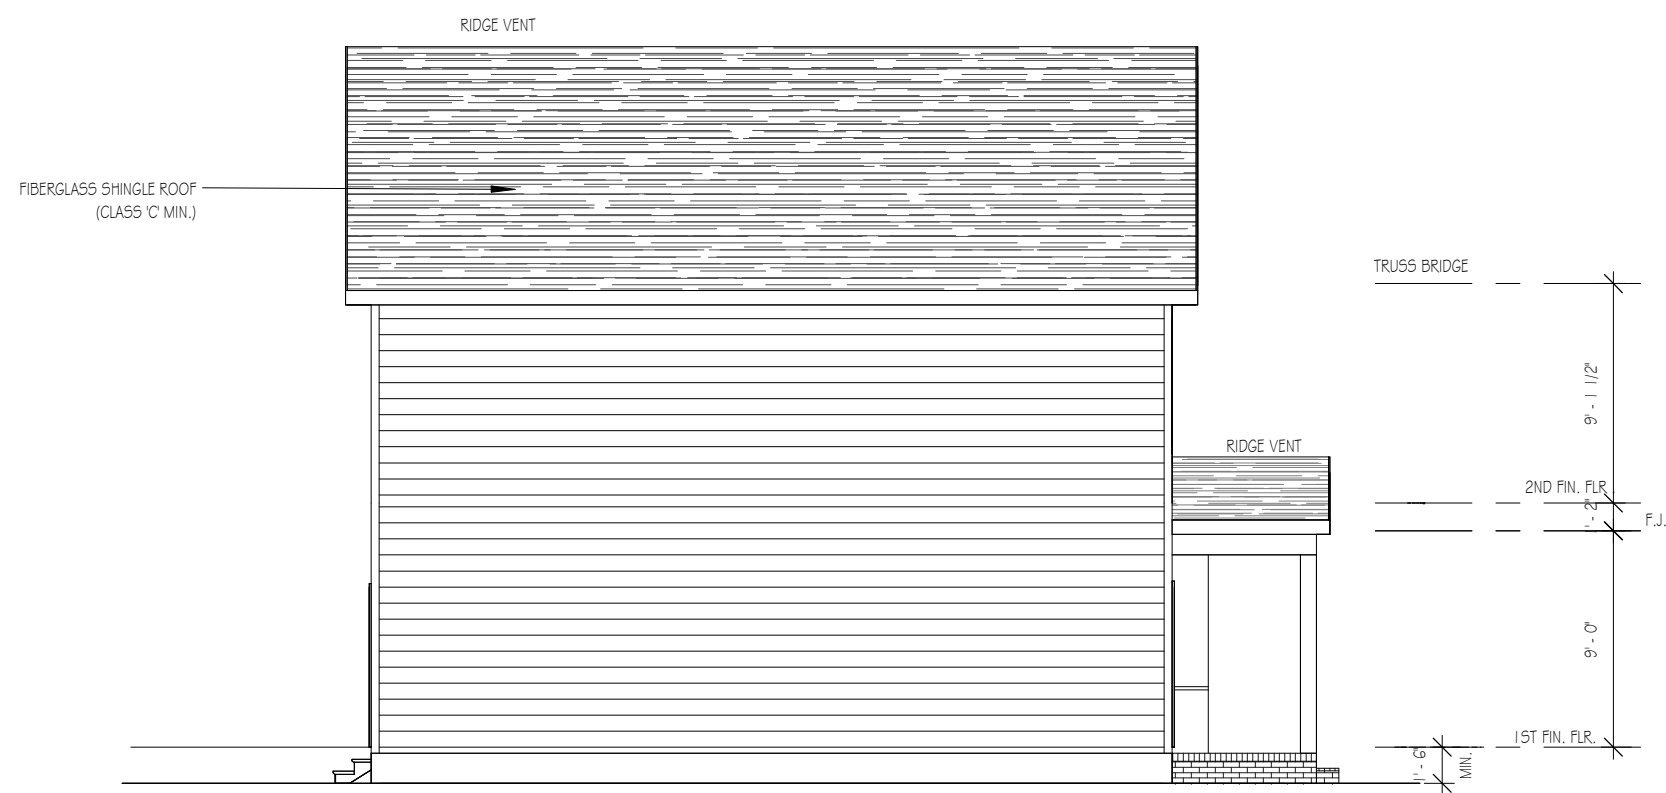 RIDGE VENT
FIBERGLASS SHINGLE ROOF
(CLASS 'C' MIN.)
TRUSS BRIDGE
9' - 1 1/2"
RIDGE VENT
2ND FIN. FLR
' - 2"
F.J.
9' - 0"
1ST FIN. FLR.
1' - 6"
MIN.